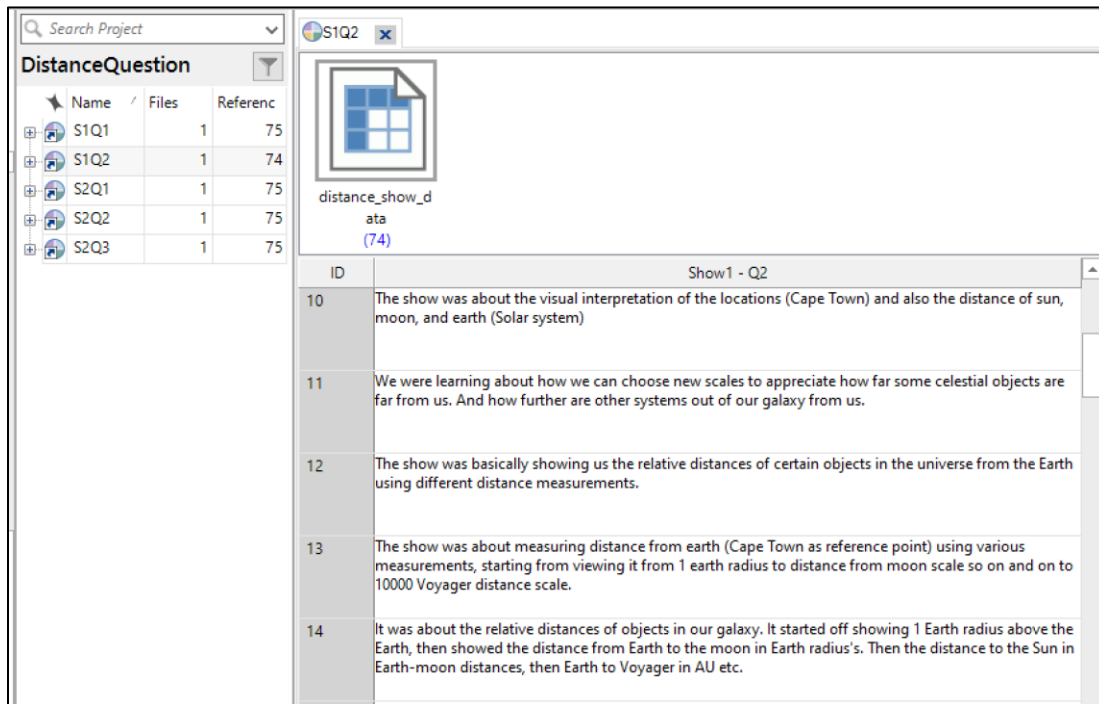 Search Project
DistanceQuestion
Name / Files Referenc
S1Q1 1 75
S1Q2 1 74
S2Q1 1 75
S2Q2 1 75
S2Q3 1 75
S1Q2
distance_show_d
ata
(74)
ID Show1 - Q2
10 The show was about the visual interpretation of the locations (Cape Town) and also the distance of sun,
moon, and earth (Solar system)
11 We were learning about how we can choose new scales to appreciate how far some celestial objects are
far from us. And how further are other systems out of our galaxy from us.
12 The show was basically showing us the relative distances of certain objects in the universe from the Earth
using different distance measurements.
13 The show was about measuring distance from earth (Cape Town as reference point) using various
measurements, starting from viewing it from 1 earth radius to distance from moon scale so on and on to
10000 Voyager distance scale.
14 It was about the relative distances of objects in our galaxy. It started off showing 1 Earth radius above the
Earth, then showed the distance from Earth to the moon in Earth radius's. Then the distance to the Sun in
Earth-moon distances, then Earth to Voyager in AU etc.